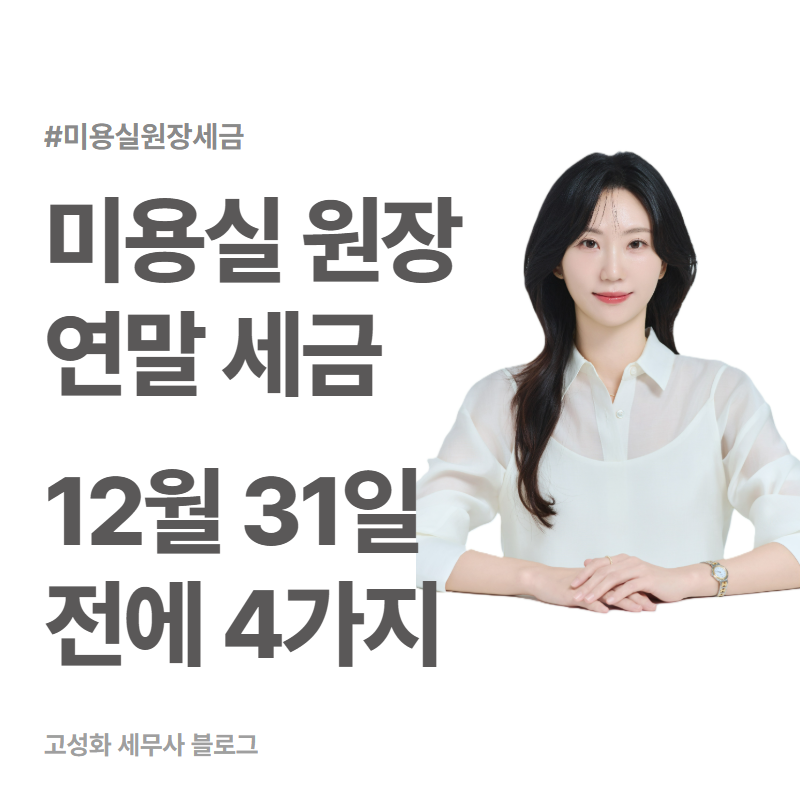 #미용실원장세금
미용실 원장
연말 세금
12월 31일
전에 4가지
고성화 세무사 블로그